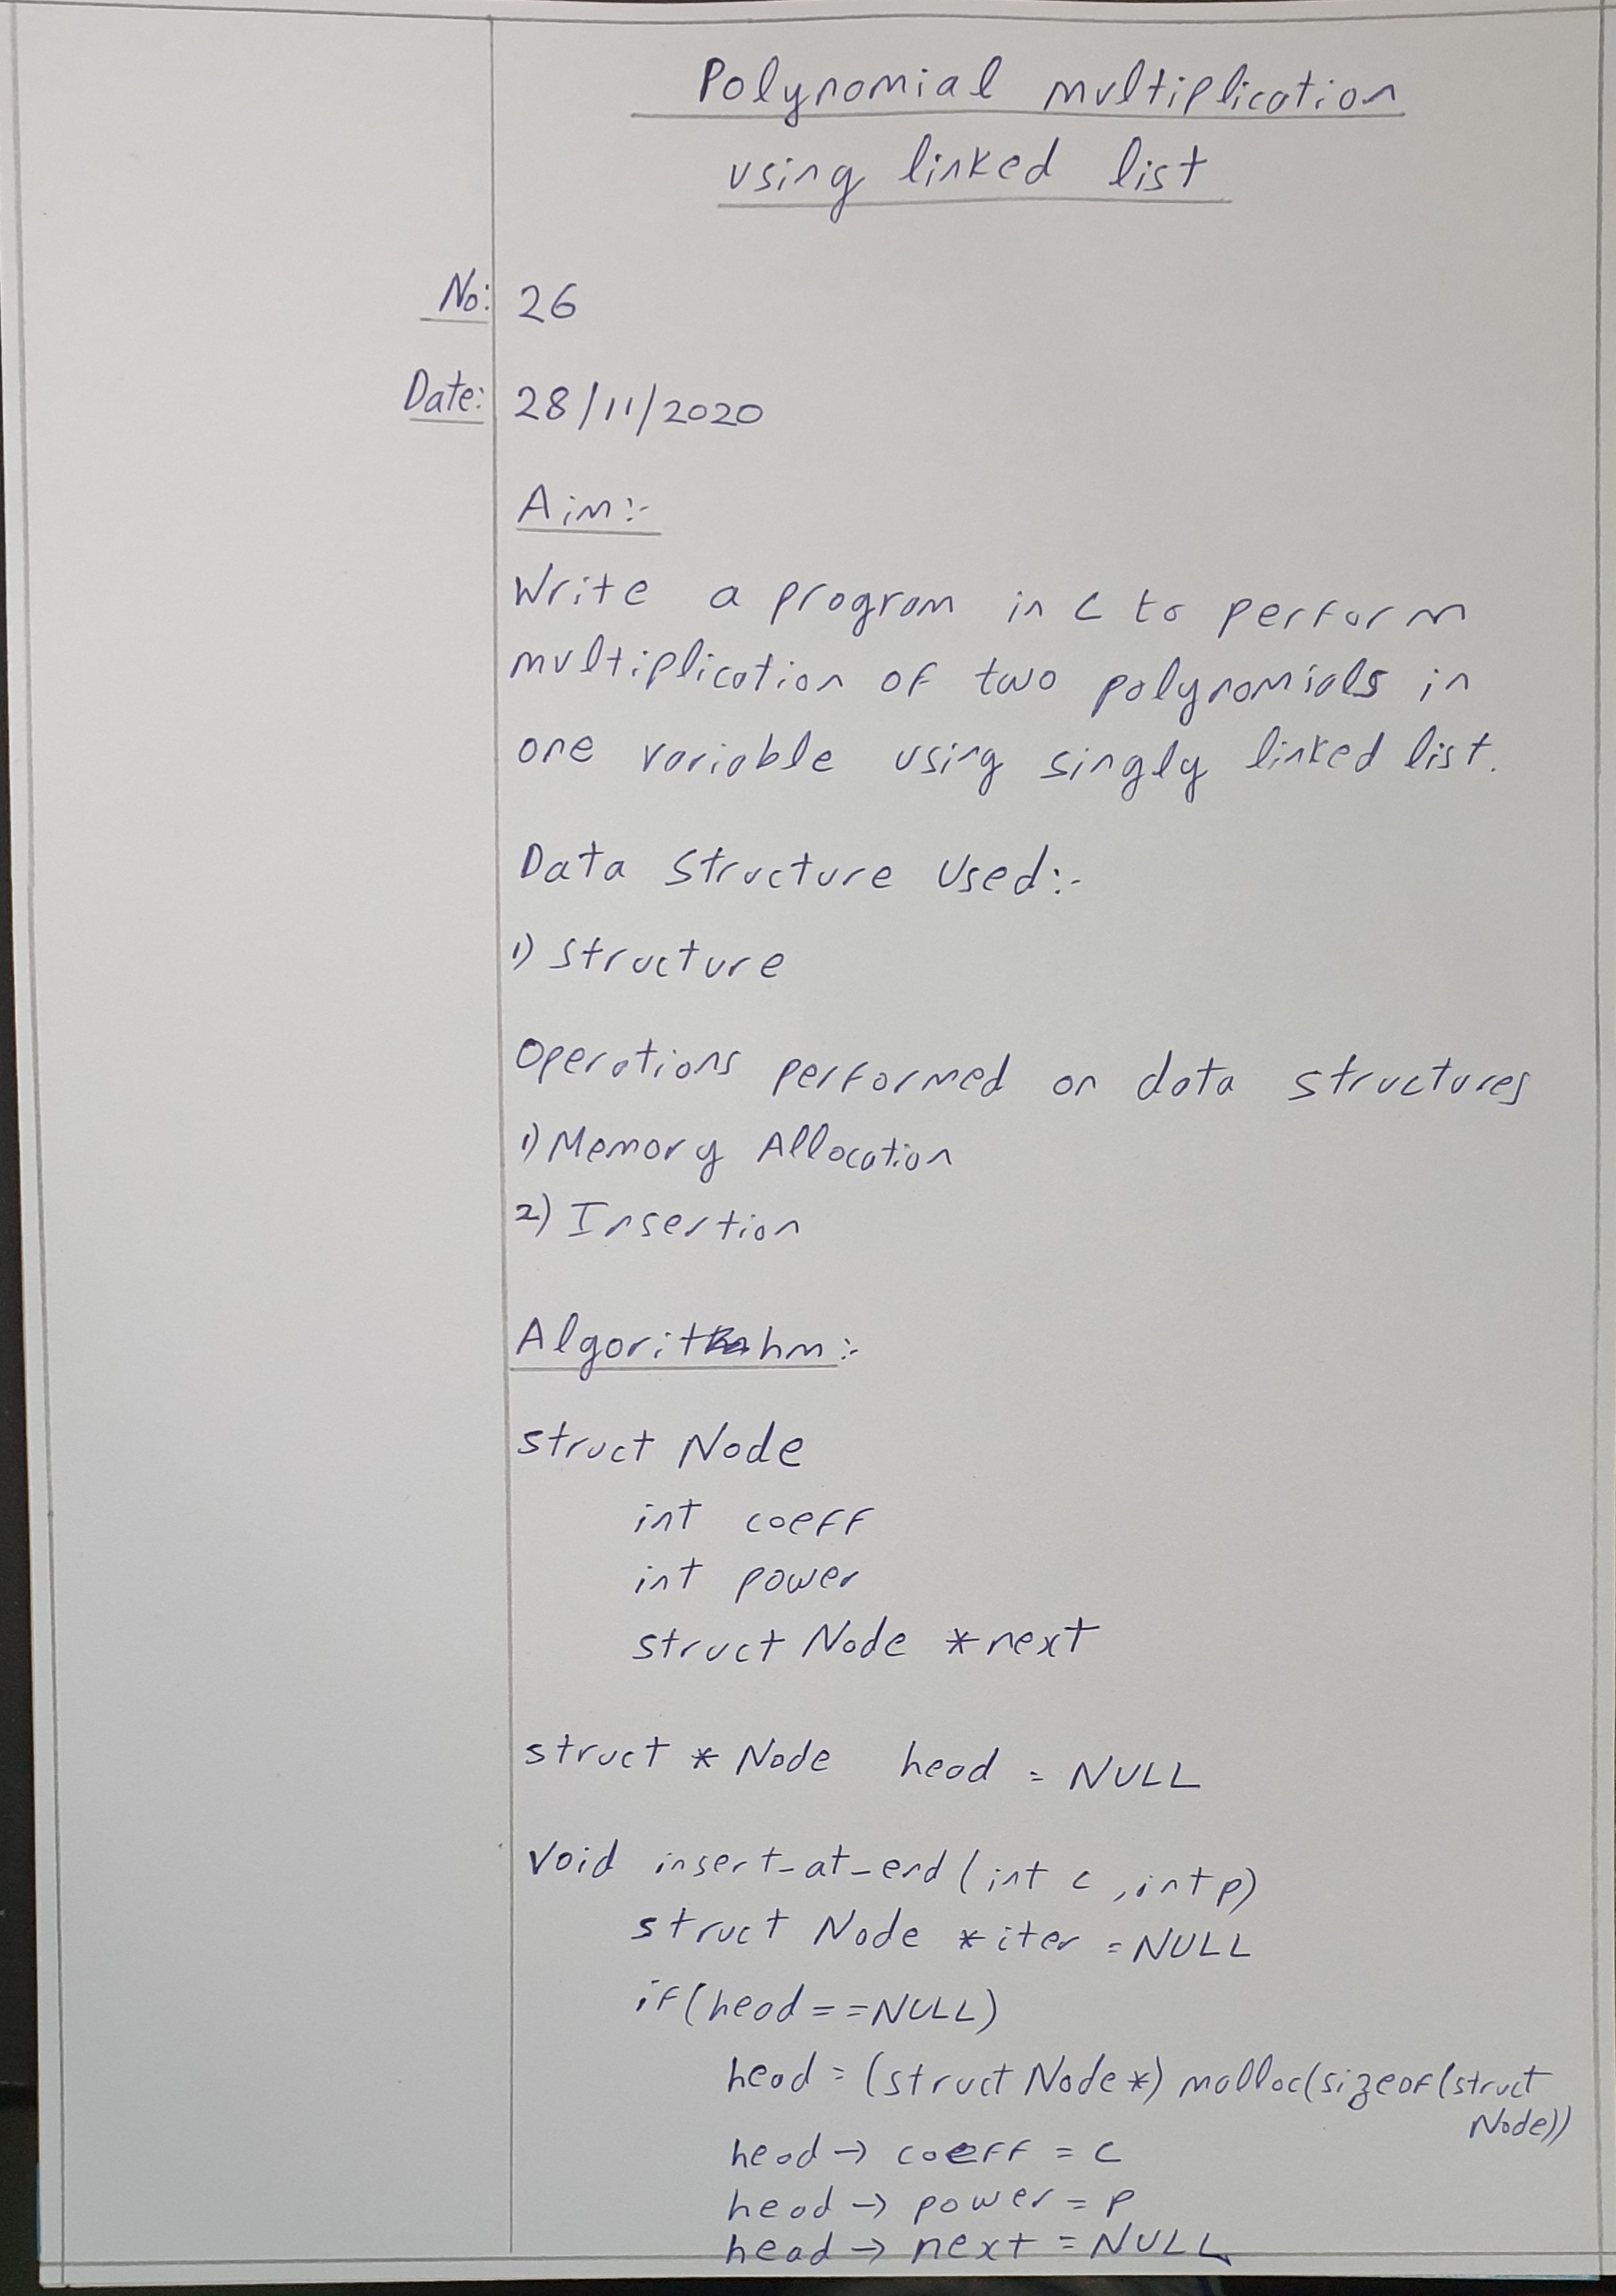 Polynomial multiplication
using linked list
No: 26
Date: 28/11/2020
Aim:-
Write a program in C to perform
multiplication of two polynomials in
one variable using singly linked list.
Data Structure Used:-
1) Structure
Operations performed on data structures
1) Memory Allocation
2) Insertion
Algorithm:-
struct Node
int coeff
int power
struct Node *next
struct * Node head = NULL
void insert_at_end(int c, int p)
struct Node *iter = NULL
if(head==NULL)
head = (struct Node*) malloc(sizeof(struct
Node))
head -> coeff = c
head -> power = p
head -> next = NULL